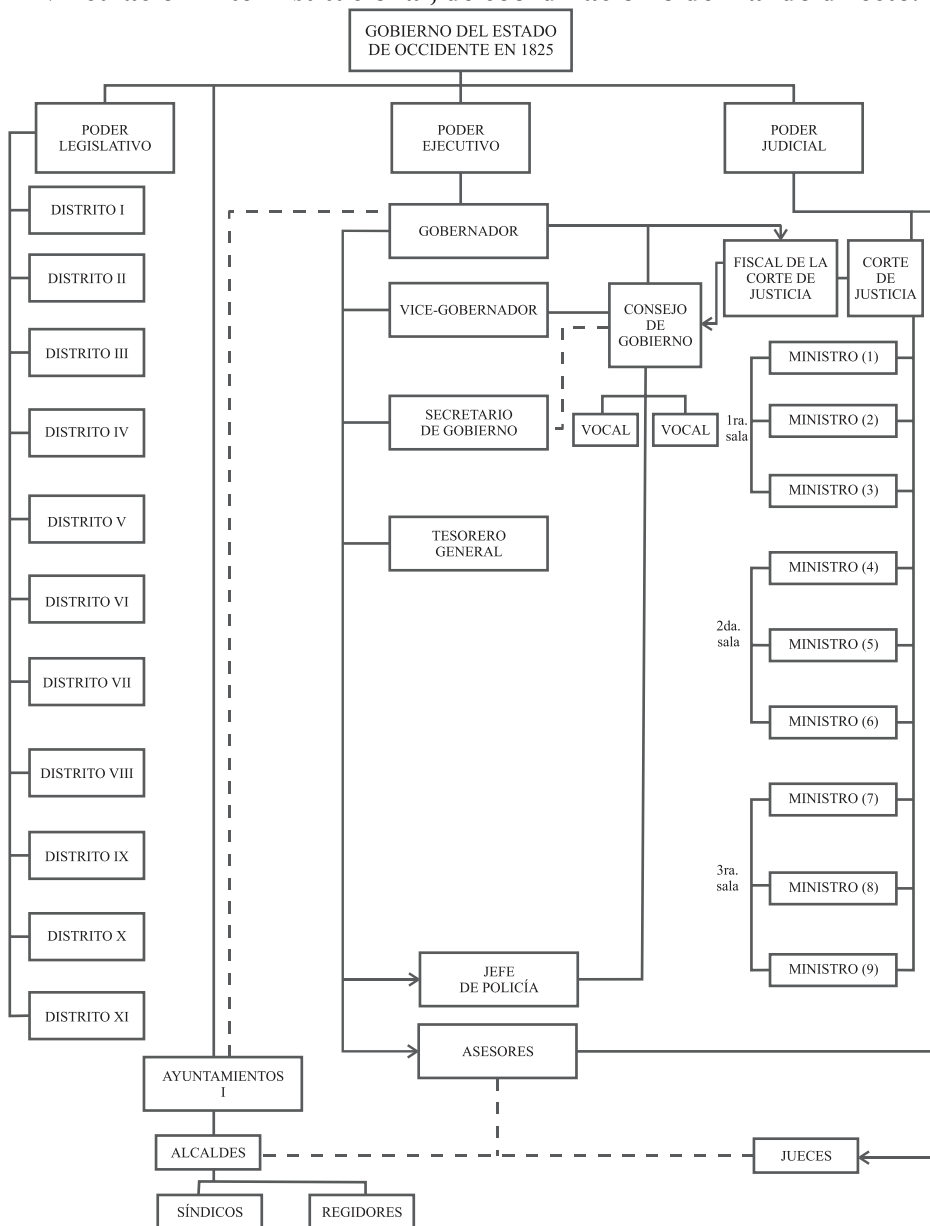 GOBIERNO DEL ESTADO
DE OCCIDENTE EN 1825
PODER
LEGISLATIVO
PODER
EJECUTIVO
PODER
JUDICIAL
DISTRITO I
DISTRITO II
DISTRITO III
DISTRITO IV
DISTRITO V
DISTRITO VI
DISTRITO VII
DISTRITO VIII
DISTRITO IX
DISTRITO X
DISTRITO XI
GOBERNADOR
VICE-GOBERNADOR
SECRETARIO
DE GOBIERNO
TESORERO
GENERAL
CONSEJO
DE
GOBIERNO
VOCAL
VOCAL
FISCAL DE LA
CORTE DE
JUSTICIA
CORTE
DE
JUSTICIA
1ra.
sala
MINISTRO (1)
MINISTRO (2)
MINISTRO (3)
2da.
sala
MINISTRO (4)
MINISTRO (5)
MINISTRO (6)
3ra.
sala
MINISTRO (7)
MINISTRO (8)
MINISTRO (9)
JEFE
DE POLICÍA
ASESORES
AYUNTAMIENTOS
I
ALCALDES
JUECES
SÍNDICOS
REGIDORES